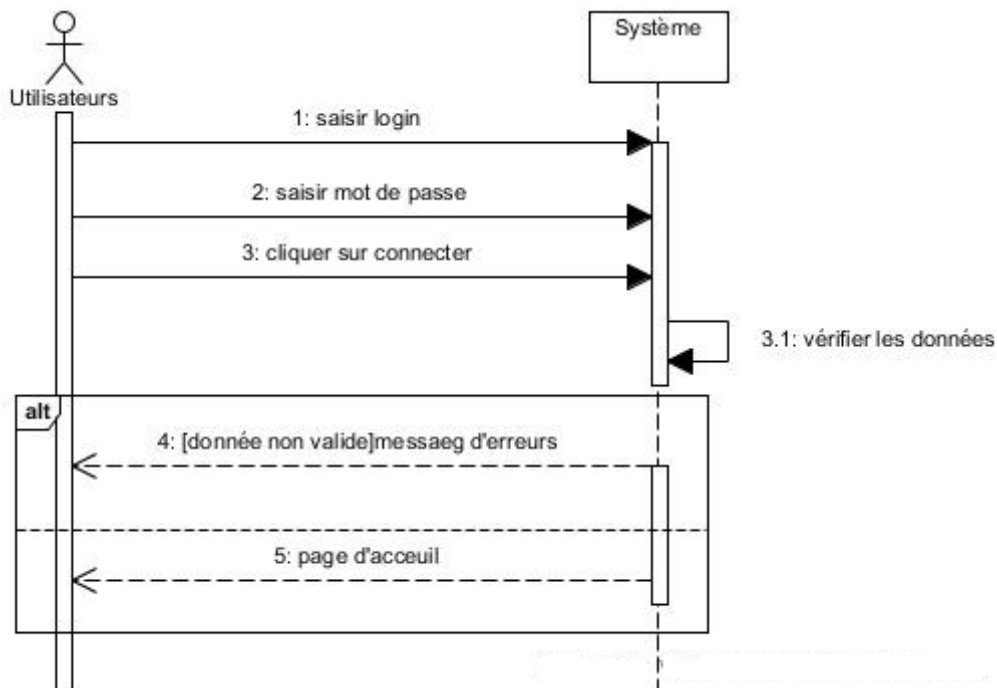 Système
Utilisateurs
1: saisir login
2: saisir mot de passe
3: cliquer sur connecter
3.1: vérifier les données
alt
4: [donnée non valide]messaeg d'erreurs
5: page d'acceuil